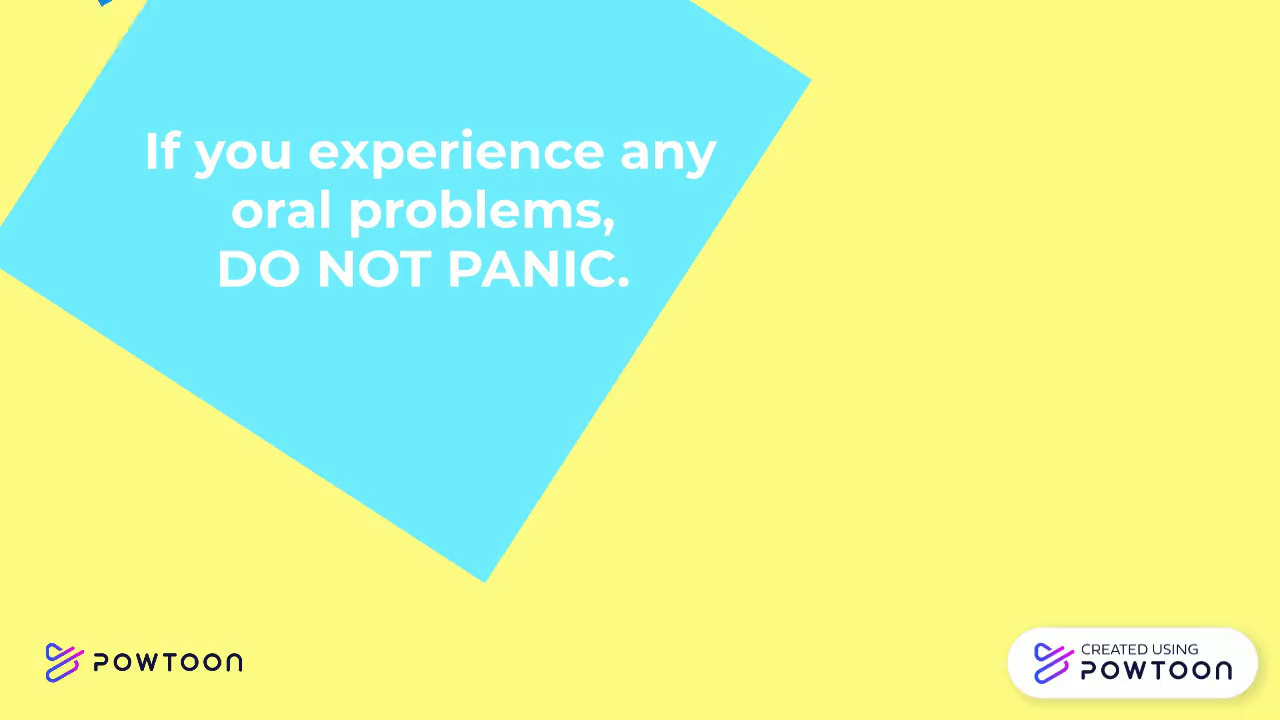 If you experience any
oral problems,
DO NOT PANIC.
POWTOON
CREATED USING
POWTOON